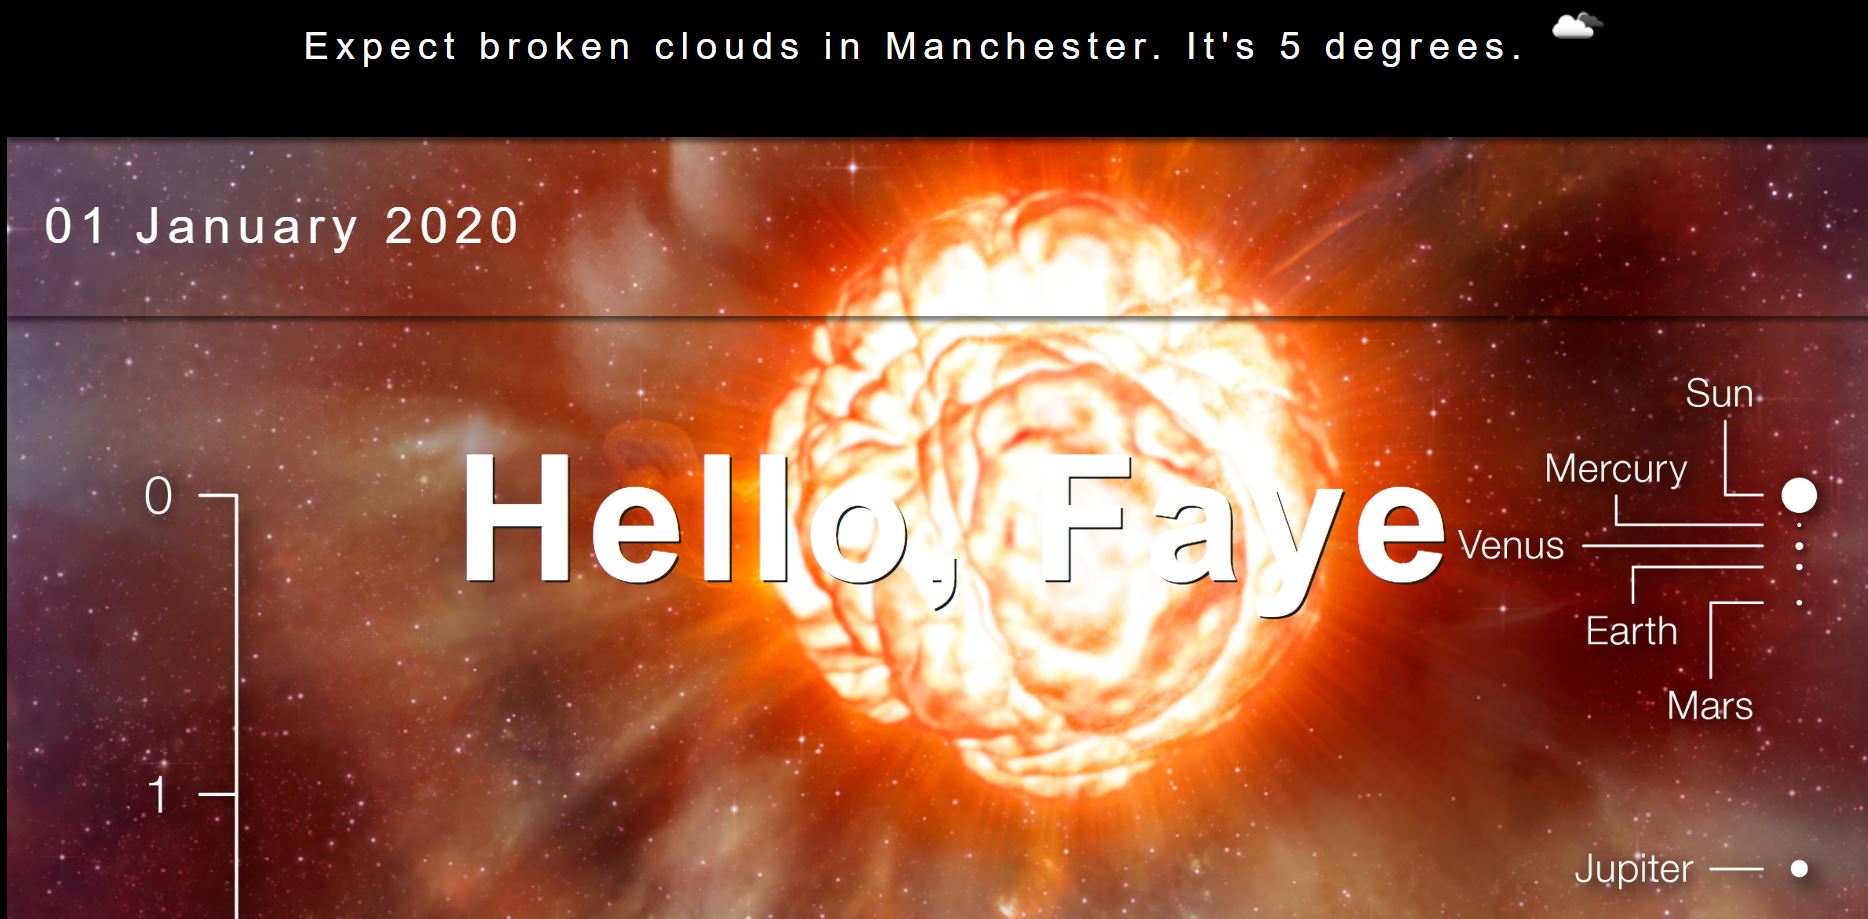 Expect broken clouds in Manchester. It's 5 degrees.
01 January 2020
Sun
Mercury
0
Hello, Faye
Venus
Earth
Mars
1
Jupiter